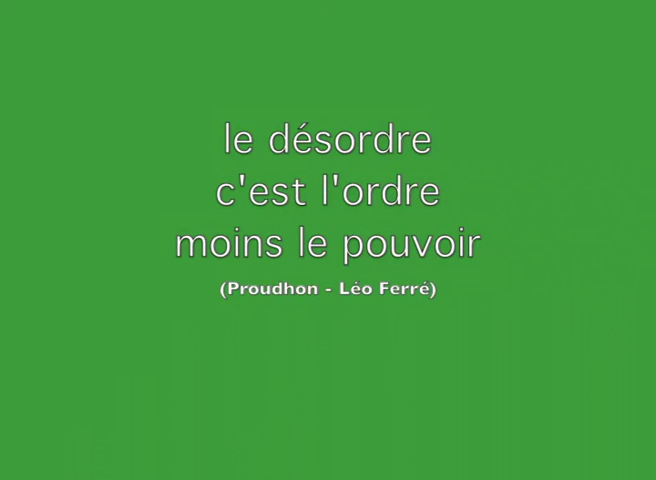 le désordre
c'est l'ordre
moins le pouvoir
(Proudhon - Léo Ferré)